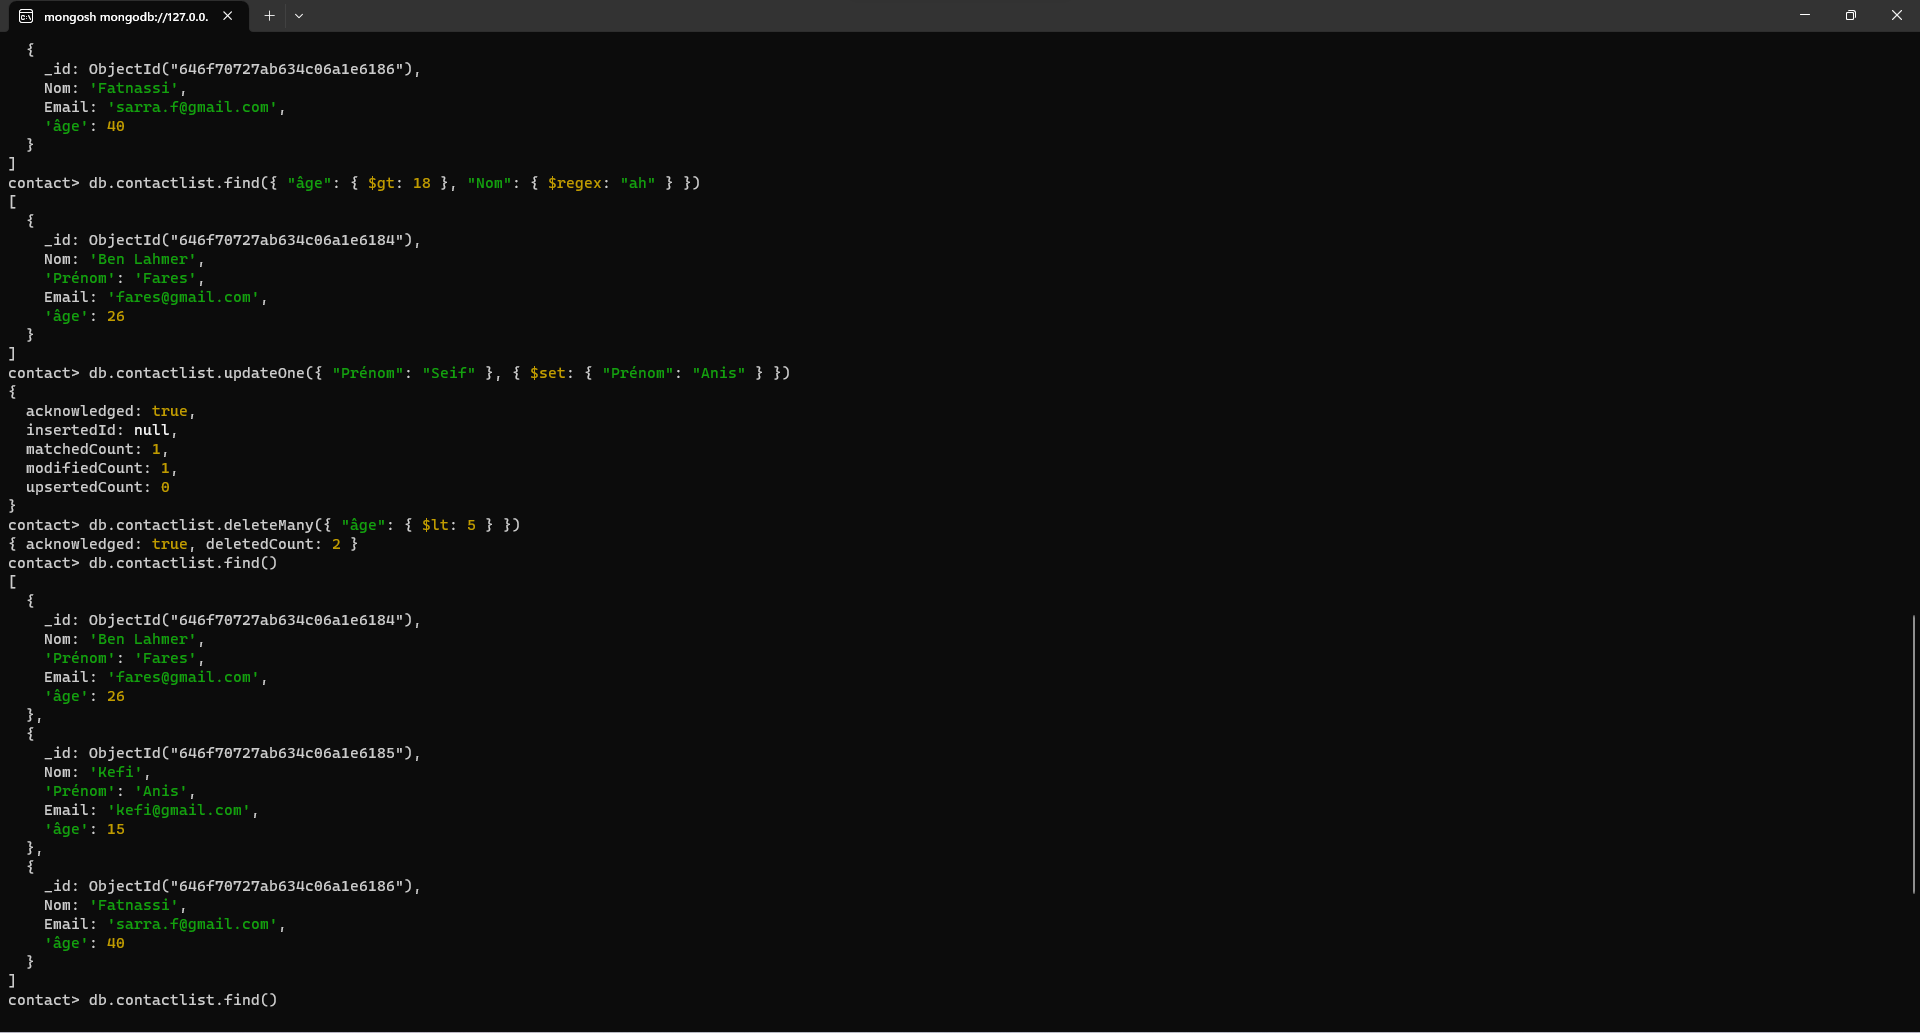 mongosh mongodb://127.0.0.
  {
    _id: ObjectId("646f70727ab634c06a1e6186"),
    Nom: 'Fatnassi',
    Email: 'sarra.f@gmail.com',
    'âge': 40
  }
]
contact> db.contactlist.find({ "âge": { $gt: 18 }, "Nom": { $regex: "ah" } })
[
  {
    _id: ObjectId("646f70727ab634c06a1e6184"),
    Nom: 'Ben Lahmer',
    'Prénom': 'Fares',
    Email: 'fares@gmail.com',
    'âge': 26
  }
]
contact> db.contactlist.updateOne({ "Prénom": "Seif" }, { $set: { "Prénom": "Anis" } })
{
  acknowledged: true,
  insertedId: null,
  matchedCount: 1,
  modifiedCount: 1,
  upsertedCount: 0
}
contact> db.contactlist.deleteMany({ "âge": { $lt: 5 } })
{ acknowledged: true, deletedCount: 2 }
contact> db.contactlist.find()
[
  {
    _id: ObjectId("646f70727ab634c06a1e6184"),
    Nom: 'Ben Lahmer',
    'Prénom': 'Fares',
    Email: 'fares@gmail.com',
    'âge': 26
  },
  {
    _id: ObjectId("646f70727ab634c06a1e6185"),
    Nom: 'Kefi',
    'Prénom': 'Anis',
    Email: 'kefi@gmail.com',
    'âge': 15
  },
  {
    _id: ObjectId("646f70727ab634c06a1e6186"),
    Nom: 'Fatnassi',
    Email: 'sarra.f@gmail.com',
    'âge': 40
  }
]
contact> db.contactlist.find()